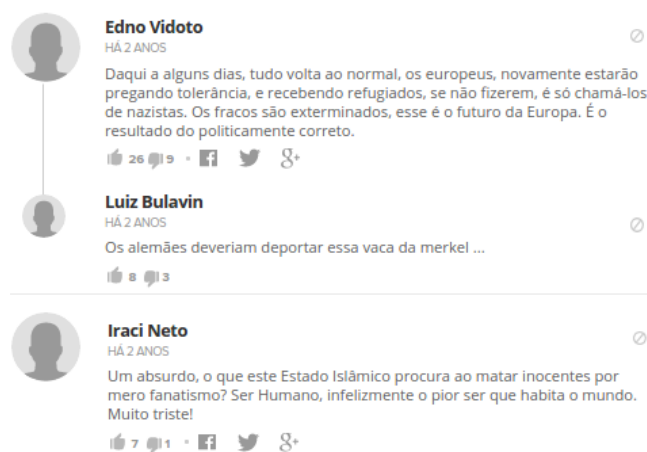 Edno Vidoto
HÁ 2 ANOS
Daqui a alguns dias, tudo volta ao normal, os europeus, novamente estarão
pregando tolerância, e recebendo refugiados, se não fizerem, é só chamá-los
de nazistas. Os fracos são exterminados, esse é o futuro da Europa. É o
resultado do politicamente correto.
26 9
Luiz Bulavin
HÁ 2 ANOS
Os alemães deveriam deportar essa vaca da merkel ...
8 3
Iraci Neto
HÁ 2 ANOS
Um absurdo, o que este Estado Islâmico procura ao matar inocentes por
mero fanatismo? Ser Humano, infelizmente o pior ser que habita o mundo.
Muito triste!
7 1